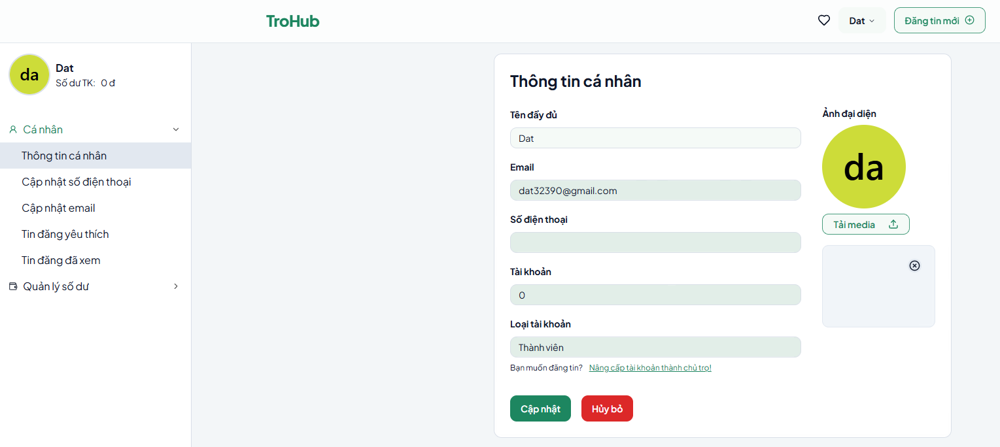 TroHub
Dat
Đăng tin mới
da
Dat
Số dư TK: 0 đ
Cá nhân
Thông tin cá nhân
Cập nhật số điện thoại
Cập nhật email
Tin đăng yêu thích
Tin đăng đã xem
Quản lý số dư
Thông tin cá nhân
Tên đầy đủ
Dat
Email
dat32390@gmail.com
Số điện thoại
Tài khoản
0
Loại tài khoản
Thành viên
Bạn muốn đăng tin? Nâng cấp tài khoản thành chủ trọ!
Cập nhật
Hủy bỏ
Ảnh đại diện
da
Tải media